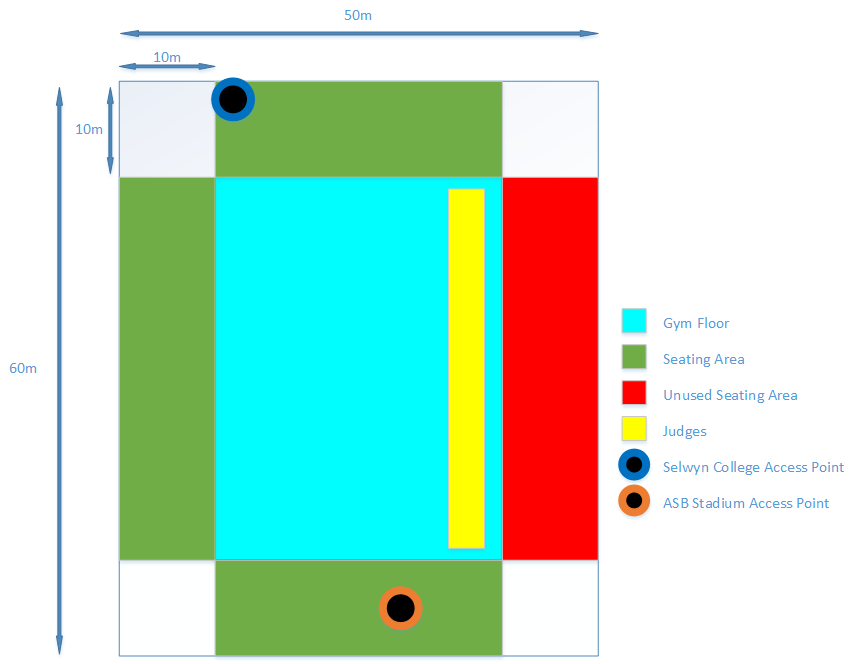 50m
10m
10m
60m
Gym Floor
Seating Area
Unused Seating Area
Judges
Selwyn College Access Point
ASB Stadium Access Point